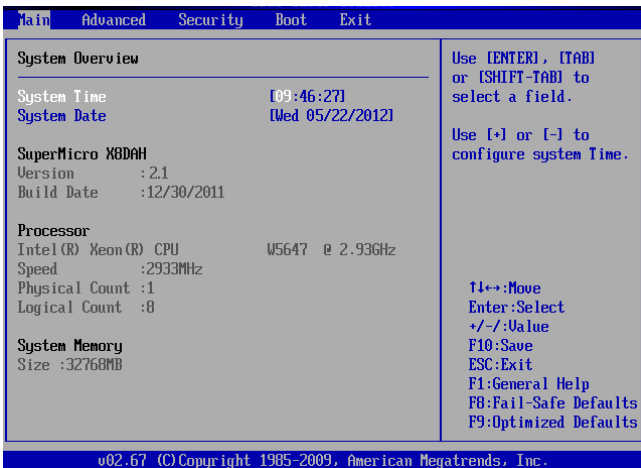 Main Advanced Security Boot Exit
System Overview
System Time [09:46:27]
System Date [Wed 05/22/2012]
SuperMicro X8DAH
Version :2.1
Build Date :12/30/2011
Processor
Intel(R) Xeon(R) CPU W5647 @ 2.93GHz
Speed :2933MHz
Physical Count :1
Logical Count :8
System Memory
Size :32768MB
Use [ENTER], [TAB]
or [SHIFT-TAB] to
select a field.
Use [+] or [-] to
configure system Time.
↑↓←→:Move
Enter:Select
+/-/:Value
F10:Save
ESC:Exit
F1:General Help
F8:Fail-Safe Defaults
F9:Optimized Defaults
v02.67 (C)Copyright 1985-2009, American Megatrends, Inc.